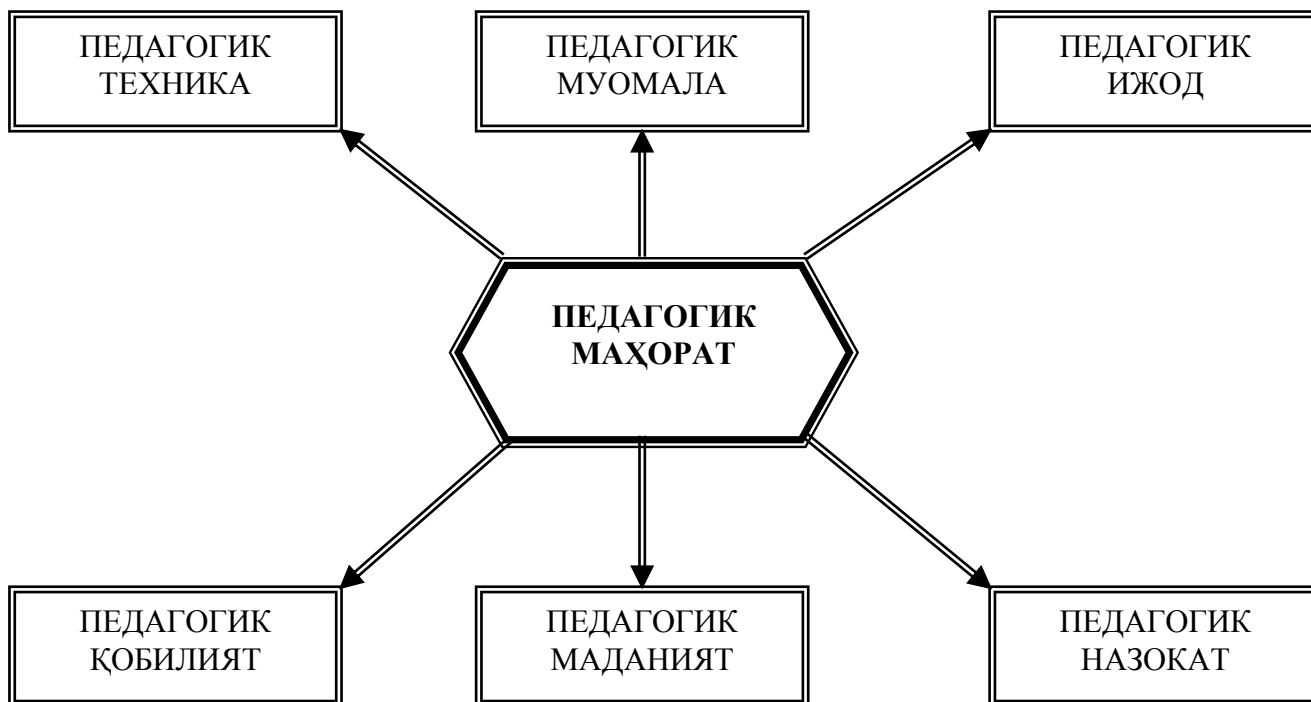 ПЕДАГОГИК
ТЕХНИКА
ПЕДАГОГИК
МУОМАЛА
ПЕДАГОГИК
ИЖОД
ПЕДАГОГИК
МАҲОРАТ
ПЕДАГОГИК
ҚОБИЛИЯТ
ПЕДАГОГИК
МАДАНИЯТ
ПЕДАГОГИК
НАЗОКАТ